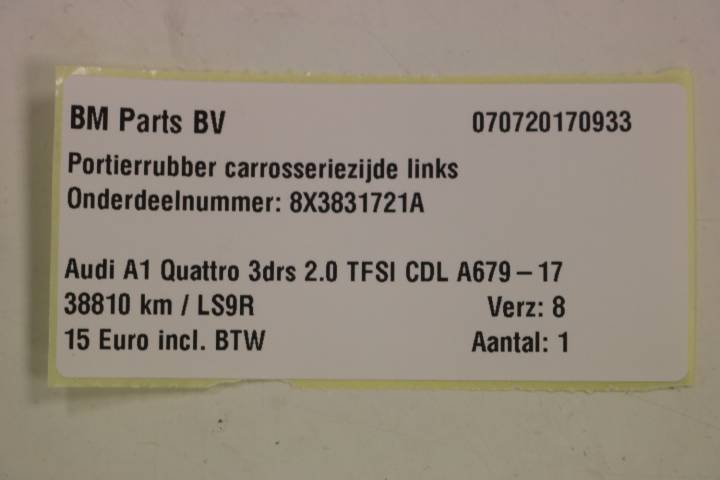 BM Parts BV 070720170933
Portierrubber carrosseriezijde links
Onderdeelnummer: 8X3831721A
Audi A1 Quattro 3drs 2.0 TFSI CDL A679 – 17
38810 km / LS9R Verz: 8
15 Euro incl. BTW Aantal: 1